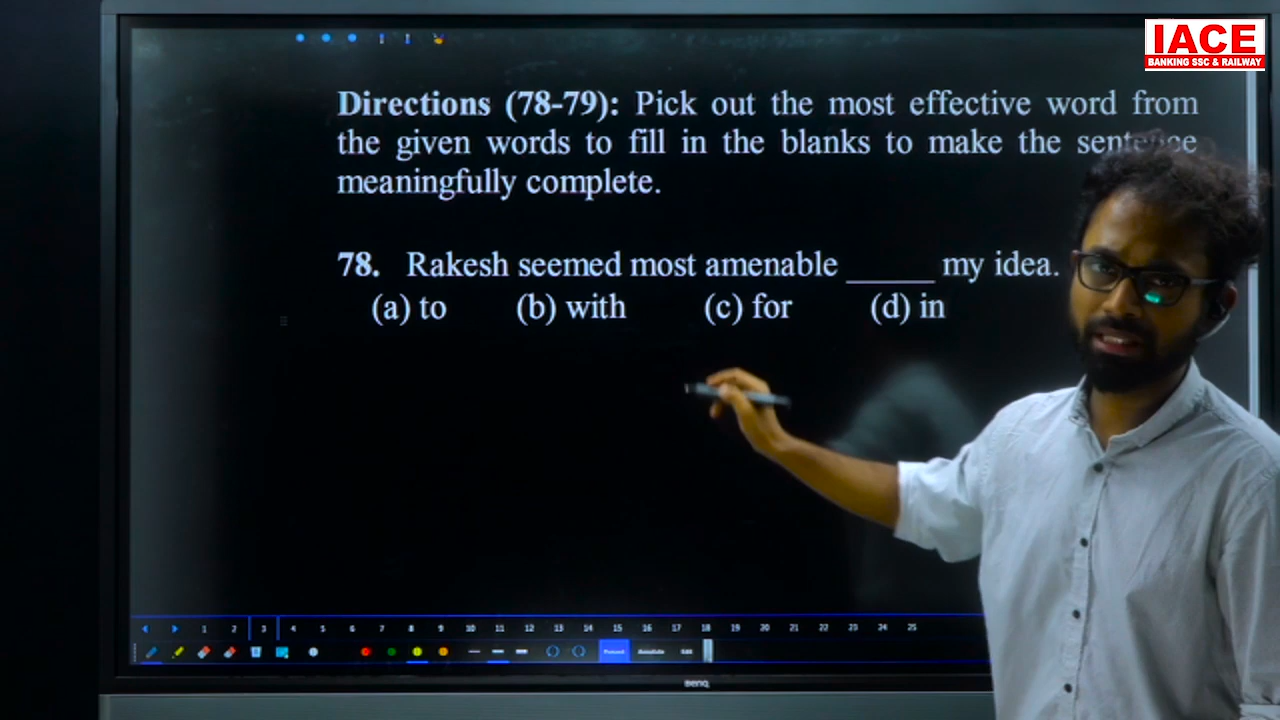 IACE
BANKING SSC & RAILWAY
Directions (78-79): Pick out the most effective word from
the given words to fill in the blanks to make the sentence
meaningfully complete.
78. Rakesh seemed most amenable _____ my idea.
(a) to (b) with (c) for (d) in
1 2 3 4 5 6 7 8 9 10 11 12 13 14 15 16 17 18 19 20 21 22 23 24 25
Annotate Edit
BenQ